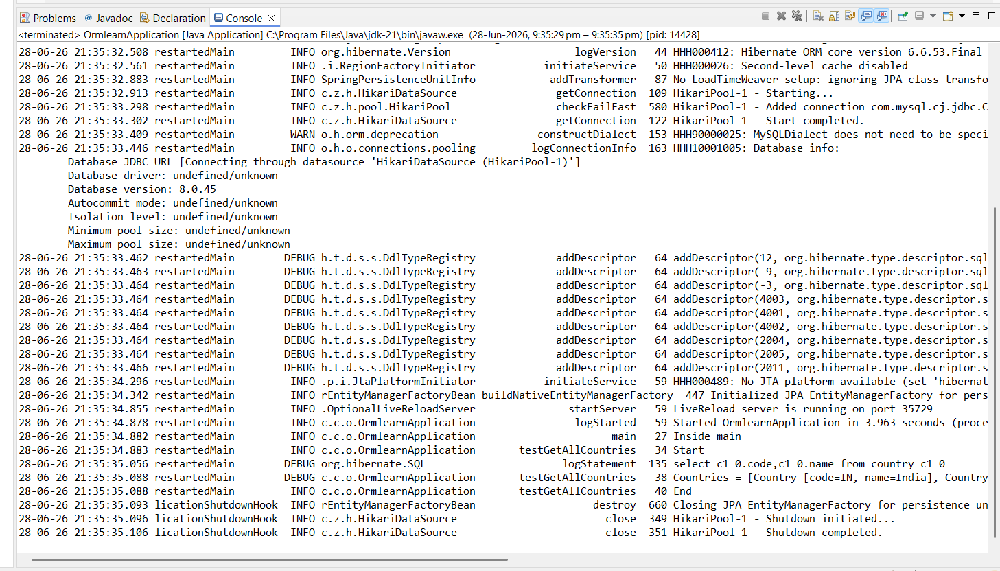 Problems @ Javadoc Declaration Console
<terminated> OrmlearnApplication [Java Application] C:\Program Files\Java\jdk-21\bin\javaw.exe (28-Jun-2026, 9:35:29 pm – 9:35:35 pm) [pid: 14428]
28-06-26 21:35:32.508 restartedMain INFO org.hibernate.Version logVersion 44 HHH000412: Hibernate ORM core version 6.6.53.Final
28-06-26 21:35:32.561 restartedMain INFO .i.RegionFactoryInitiator initiateService 50 HHH000026: Second-level cache disabled
28-06-26 21:35:32.883 restartedMain INFO SpringPersistenceUnitInfo addTransformer 87 No LoadTimeWeaver setup: ignoring JPA class transfo
28-06-26 21:35:32.913 restartedMain INFO c.z.h.HikariDataSource getConnection 109 HikariPool-1 - Starting...
28-06-26 21:35:33.298 restartedMain INFO c.z.h.pool.HikariPool checkFailFast 580 HikariPool-1 - Added connection com.mysql.cj.jdbc.C
28-06-26 21:35:33.302 restartedMain INFO c.z.h.HikariDataSource getConnection 122 HikariPool-1 - Start completed.
28-06-26 21:35:33.409 restartedMain WARN o.h.orm.deprecation constructDialect 153 HHH90000025: MySQLDialect does not need to be speci
28-06-26 21:35:33.446 restartedMain INFO o.h.o.connections.pooling logConnectionInfo 163 HHH10001005: Database info:
Database JDBC URL [Connecting through datasource 'HikariDataSource (HikariPool-1)']
Database driver: undefined/unknown
Database version: 8.0.45
Autocommit mode: undefined/unknown
Isolation level: undefined/unknown
Minimum pool size: undefined/unknown
Maximum pool size: undefined/unknown
28-06-26 21:35:33.462 restartedMain DEBUG h.t.d.s.s.DdlTypeRegistry addDescriptor 64 addDescriptor(12, org.hibernate.type.descriptor.sql
28-06-26 21:35:33.463 restartedMain DEBUG h.t.d.s.s.DdlTypeRegistry addDescriptor 64 addDescriptor(-9, org.hibernate.type.descriptor.sql
28-06-26 21:35:33.464 restartedMain DEBUG h.t.d.s.s.DdlTypeRegistry addDescriptor 64 addDescriptor(-3, org.hibernate.type.descriptor.sql
28-06-26 21:35:33.464 restartedMain DEBUG h.t.d.s.s.DdlTypeRegistry addDescriptor 64 addDescriptor(4003, org.hibernate.type.descriptor.s
28-06-26 21:35:33.464 restartedMain DEBUG h.t.d.s.s.DdlTypeRegistry addDescriptor 64 addDescriptor(4001, org.hibernate.type.descriptor.s
28-06-26 21:35:33.464 restartedMain DEBUG h.t.d.s.s.DdlTypeRegistry addDescriptor 64 addDescriptor(4002, org.hibernate.type.descriptor.s
28-06-26 21:35:33.464 restartedMain DEBUG h.t.d.s.s.DdlTypeRegistry addDescriptor 64 addDescriptor(2004, org.hibernate.type.descriptor.s
28-06-26 21:35:33.464 restartedMain DEBUG h.t.d.s.s.DdlTypeRegistry addDescriptor 64 addDescriptor(2005, org.hibernate.type.descriptor.s
28-06-26 21:35:33.466 restartedMain DEBUG h.t.d.s.s.DdlTypeRegistry addDescriptor 64 addDescriptor(2011, org.hibernate.type.descriptor.s
28-06-26 21:35:34.296 restartedMain INFO .p.i.JtaPlatformInitiator initiateService 59 HHH000489: No JTA platform available (set 'hibernat
28-06-26 21:35:34.342 restartedMain INFO rEntityManagerFactoryBean buildNativeEntityManagerFactory 447 Initialized JPA EntityManagerFactory for pers
28-06-26 21:35:34.855 restartedMain INFO .OptionalLiveReloadServer startServer 59 LiveReload server is running on port 35729
28-06-26 21:35:34.878 restartedMain INFO c.c.o.OrmlearnApplication logStarted 59 Started OrmlearnApplication in 3.963 seconds (proce
28-06-26 21:35:34.882 restartedMain INFO c.c.o.OrmlearnApplication main 27 Inside main
28-06-26 21:35:34.883 restartedMain INFO c.c.o.OrmlearnApplication testGetAllCountries 34 Start
28-06-26 21:35:35.056 restartedMain DEBUG org.hibernate.SQL logStatement 135 select c1_0.code,c1_0.name from country c1_0
28-06-26 21:35:35.088 restartedMain DEBUG c.c.o.OrmlearnApplication testGetAllCountries 38 Countries = [Country [code=IN, name=India], Country
28-06-26 21:35:35.088 restartedMain INFO c.c.o.OrmlearnApplication testGetAllCountries 40 End
28-06-26 21:35:35.093 licationShutdownHook INFO rEntityManagerFactoryBean destroy 660 Closing JPA EntityManagerFactory for persistence un
28-06-26 21:35:35.096 licationShutdownHook INFO c.z.h.HikariDataSource close 349 HikariPool-1 - Shutdown initiated...
28-06-26 21:35:35.106 licationShutdownHook INFO c.z.h.HikariDataSource close 351 HikariPool-1 - Shutdown completed.